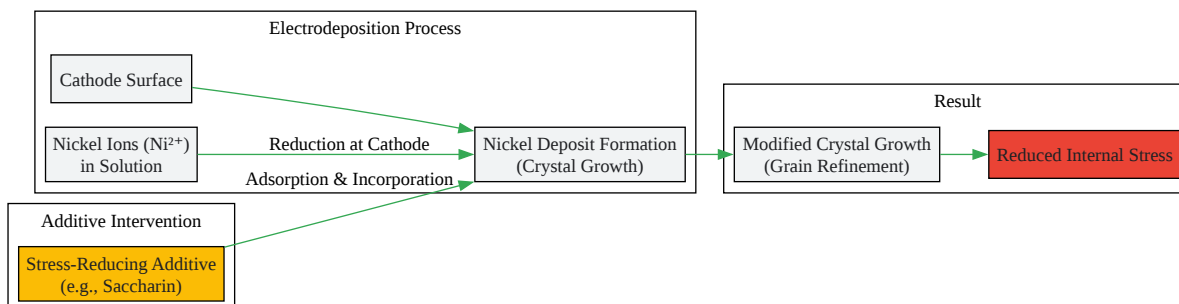 Electrodeposition Process
Cathode Surface
Nickel Ions (Ni²⁺)
in Solution
Reduction at Cathode
Adsorption & Incorporation
Nickel Deposit Formation
(Crystal Growth)
Result
Modified Crystal Growth
(Grain Refinement)
Reduced Internal Stress
Additive Intervention
Stress-Reducing Additive
(e.g., Saccharin)